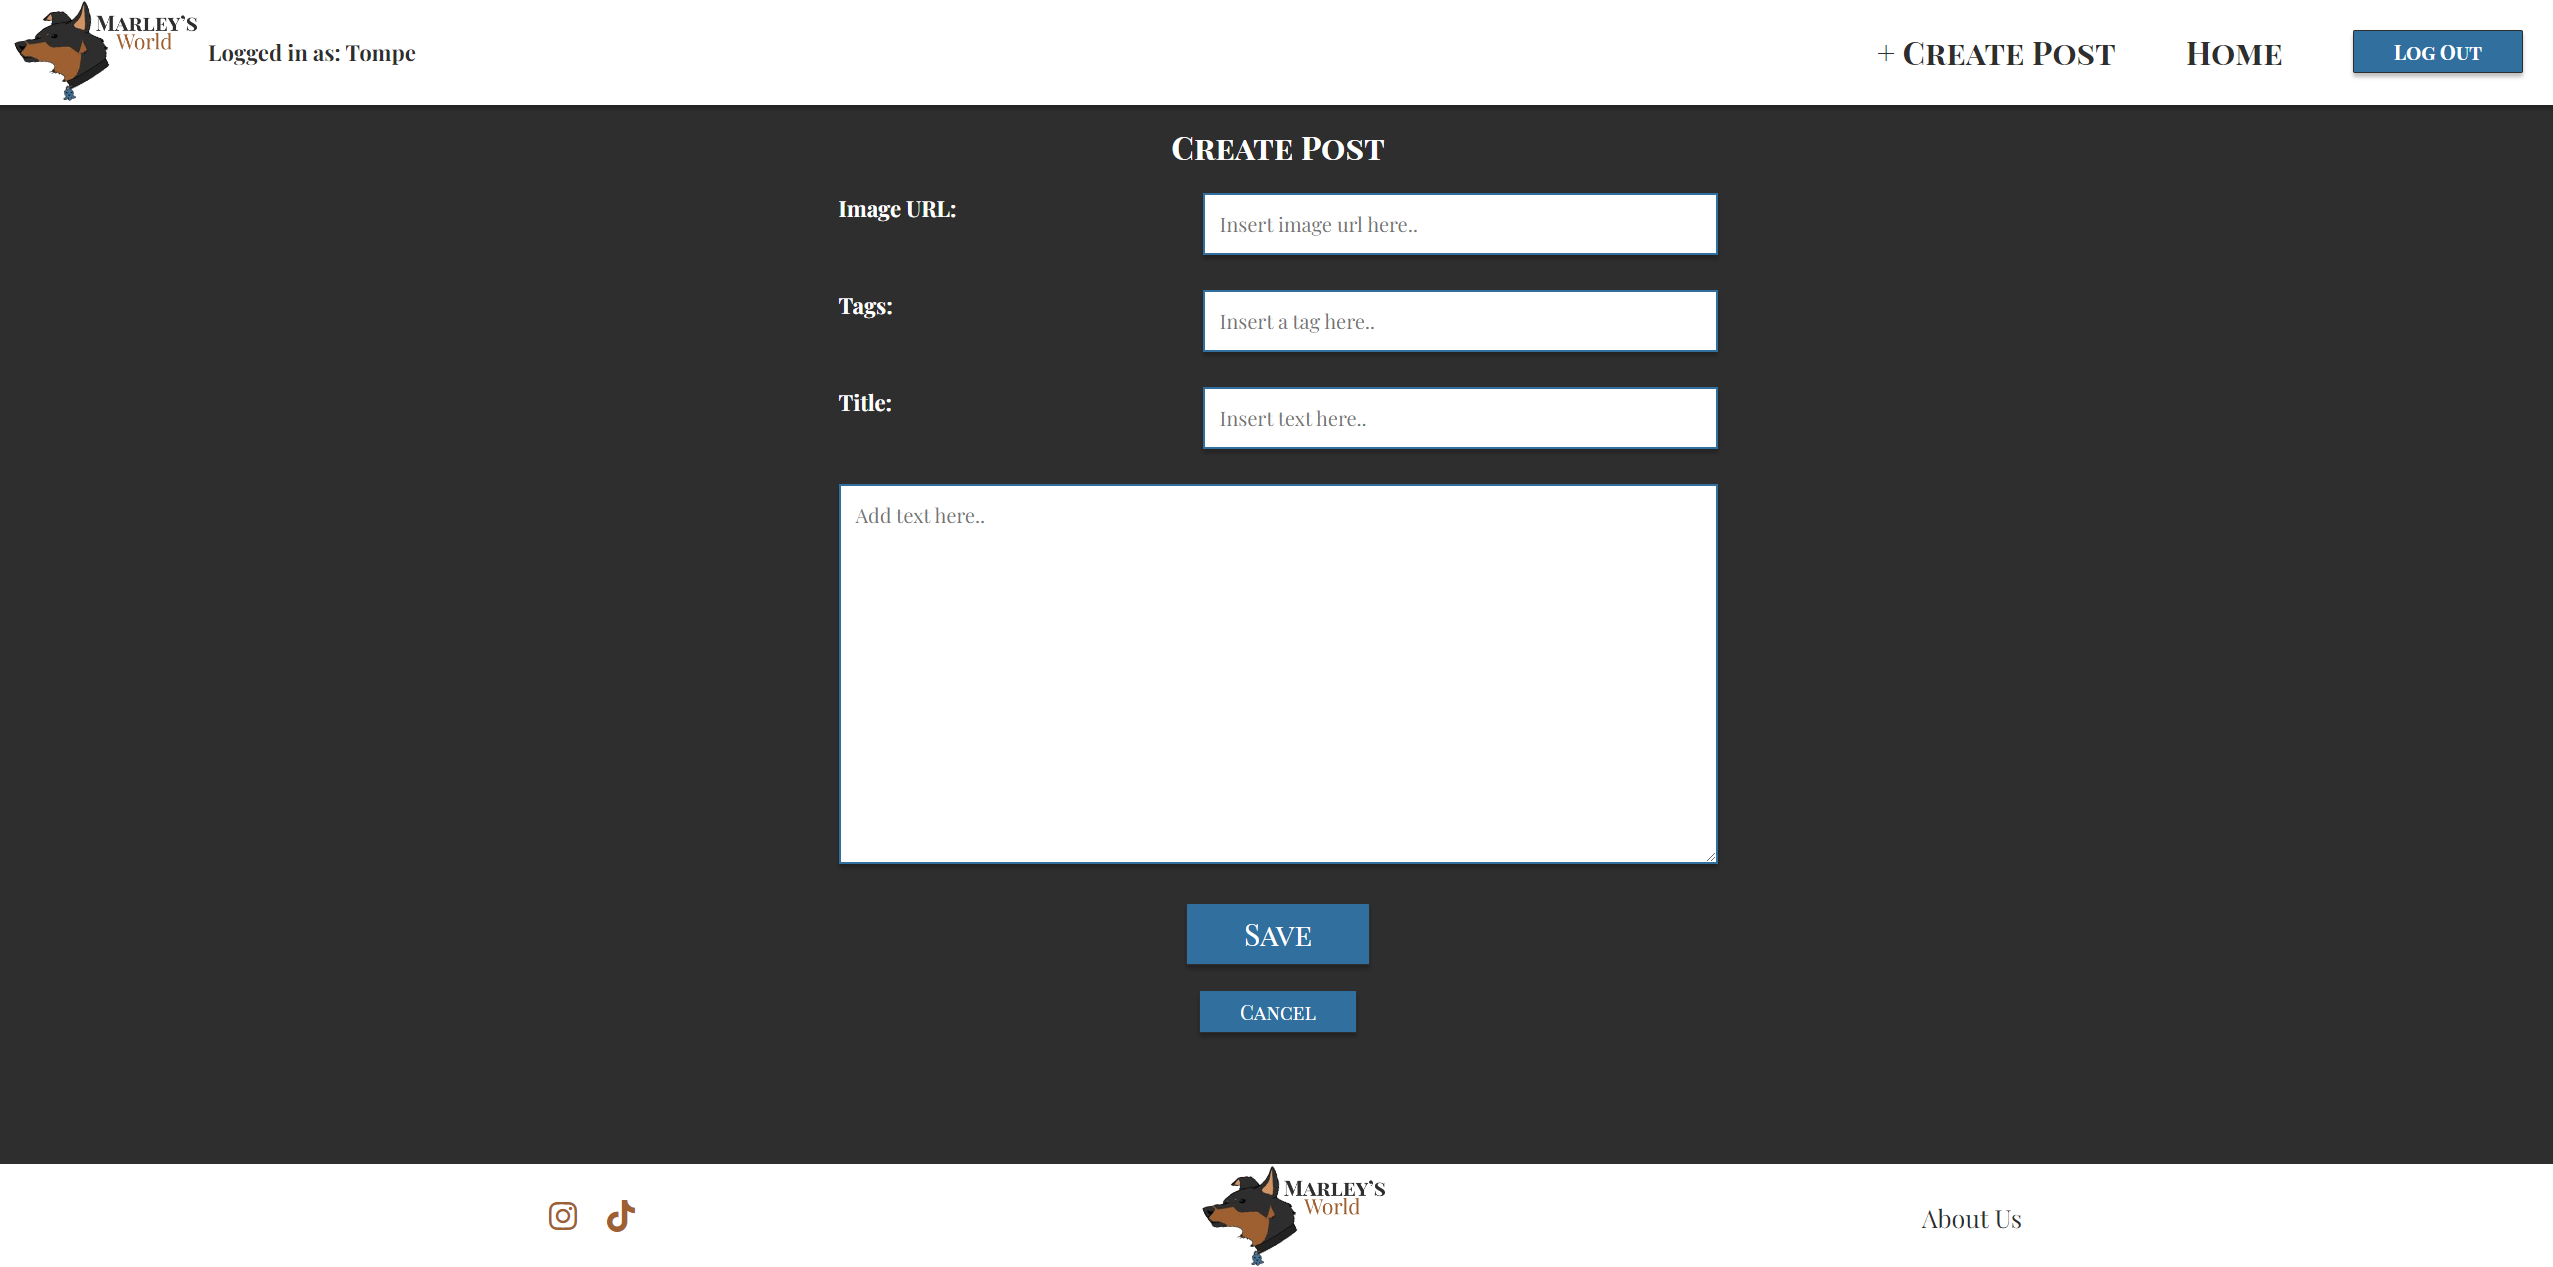 Marley's
World
Logged in as: Tompe
+ Create Post
Home
Log Out
Create Post
Image URL:
Insert image url here..
Tags:
Insert a tag here..
Title:
Insert text here..
Add text here..
Save
Cancel
Marley's
World
About Us